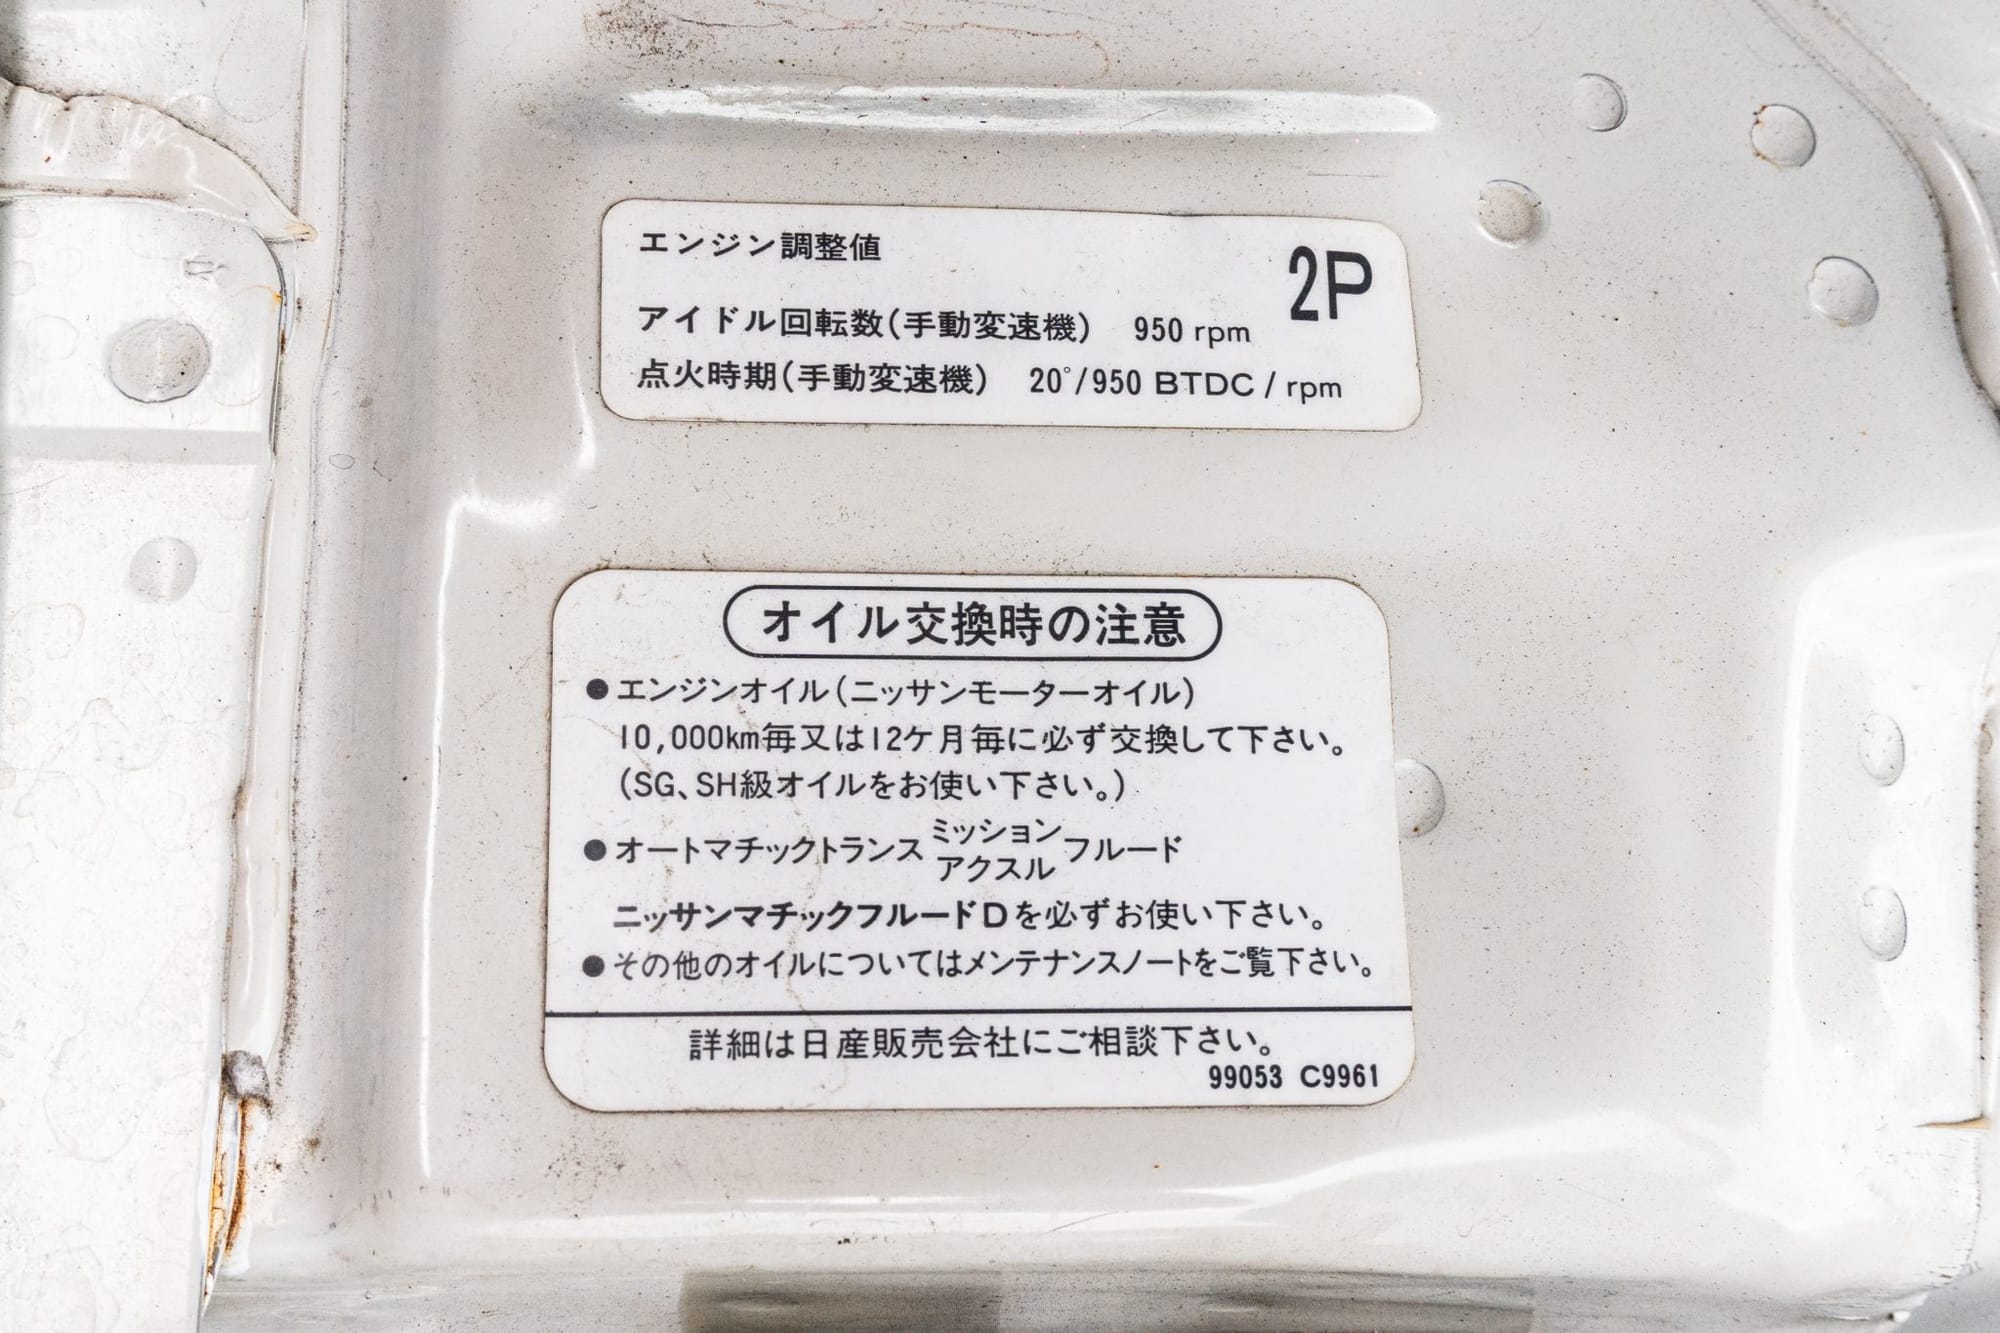 エンジン調整値
2P
アイドル回転数(手動変速機) 950 rpm
点火時期(手動変速機) 20°/950 BTDC / rpm
オイル交換時の注意
●エンジンオイル(ニッサンモーターオイル)
10,000km毎又は12ケ月毎に必ず交換して下さい。
(SG、SH級オイルをお使い下さい。)
●オートマチックトランス ミッション フルード
アクスル
ニッサンマチックフルードDを必ずお使い下さい。
●その他のオイルについてはメンテナンスノートをご覧下さい。
詳細は日産販売会社にご相談下さい。
99053 C9961